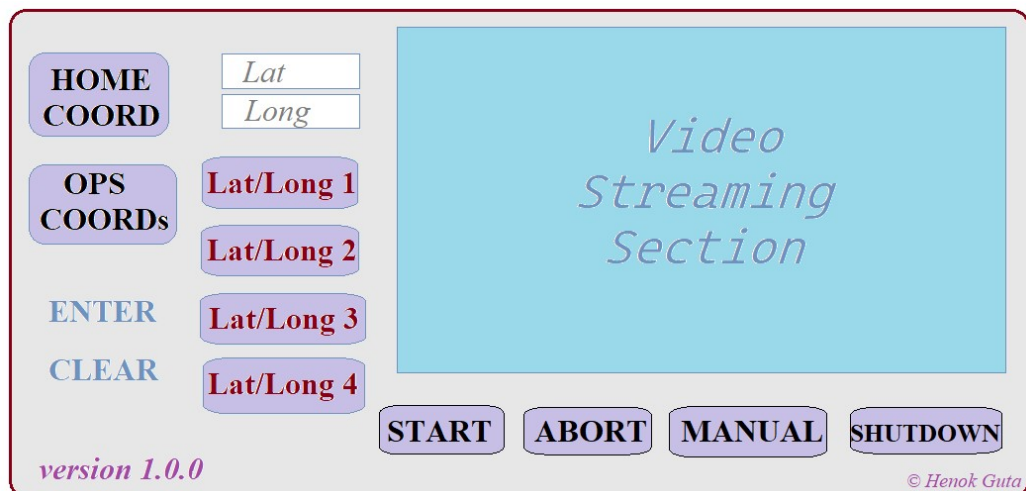 HOME
COORD
Lat
Long
OPS
COORDs
Lat/Long 1
Lat/Long 2
ENTER
Lat/Long 3
CLEAR
Lat/Long 4
Video
Streaming
Section
START
ABORT
MANUAL
SHUTDOWN
version 1.0.0
© Henok Guta